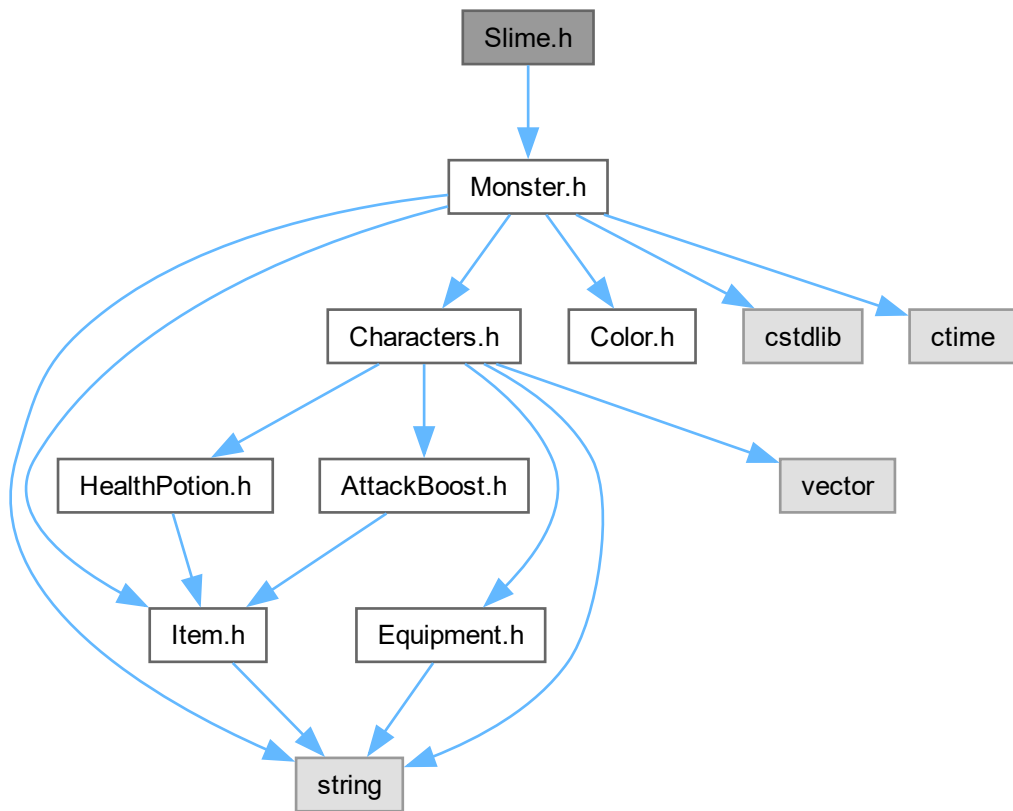 Slime.h
Monster.h
Characters.h
Color.h
cstdlib
ctime
HealthPotion.h
AttackBoost.h
vector
Item.h
Equipment.h
string